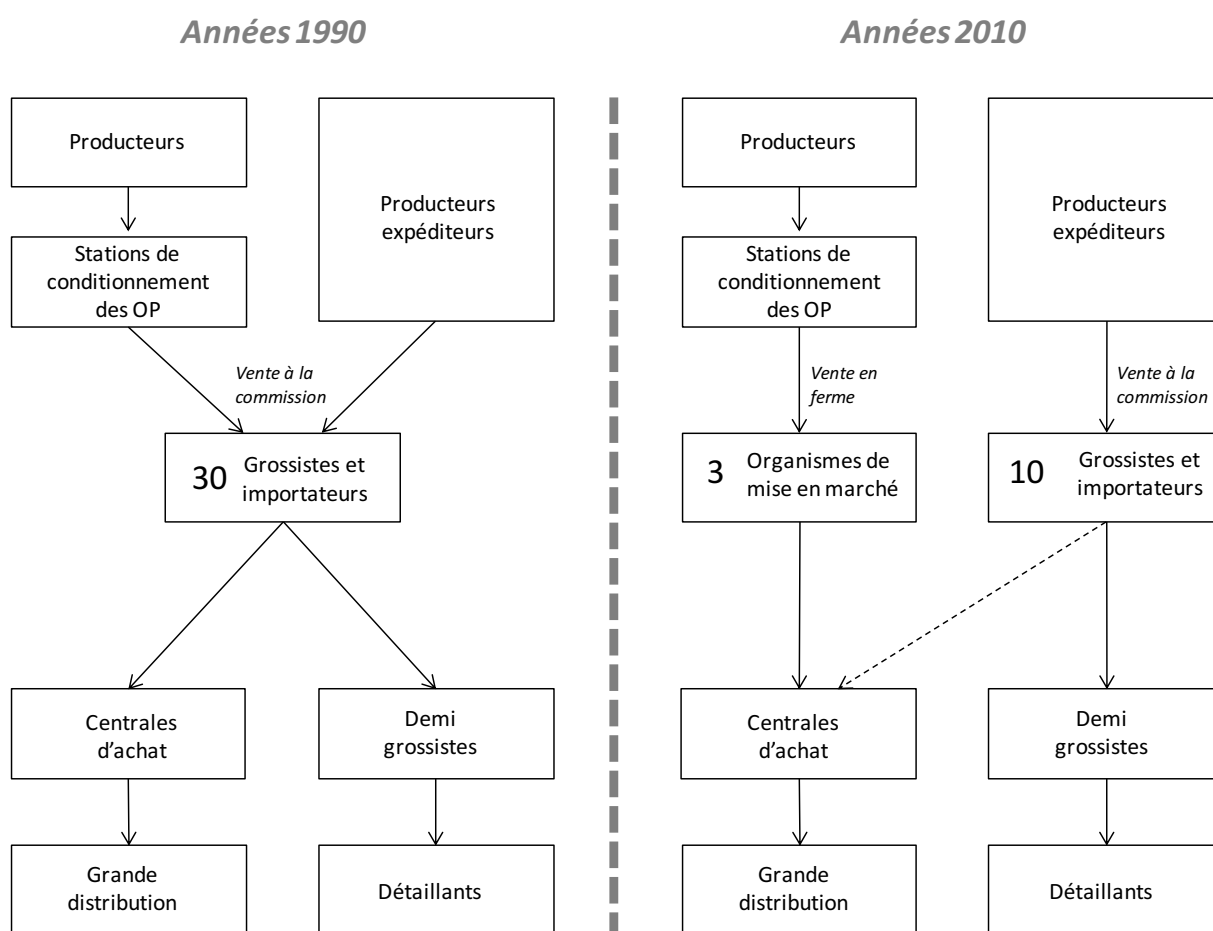 Années 1990
Producteurs
Producteurs
expéditeurs
Stations de
conditionnement
des OP
Vente à la
commission
30 Grossistes et
importateurs
Centrales
d'achat
Demi
grossistes
Grande
distribution
Détaillants
Années 2010
Producteurs
Producteurs
expéditeurs
Stations de
conditionnement
des OP
Vente en
ferme
Vente à la
commission
3 Organismes de
mise en marché
10 Grossistes et
importateurs
Centrales
d'achat
Demi
grossistes
Grande
distribution
Détaillants